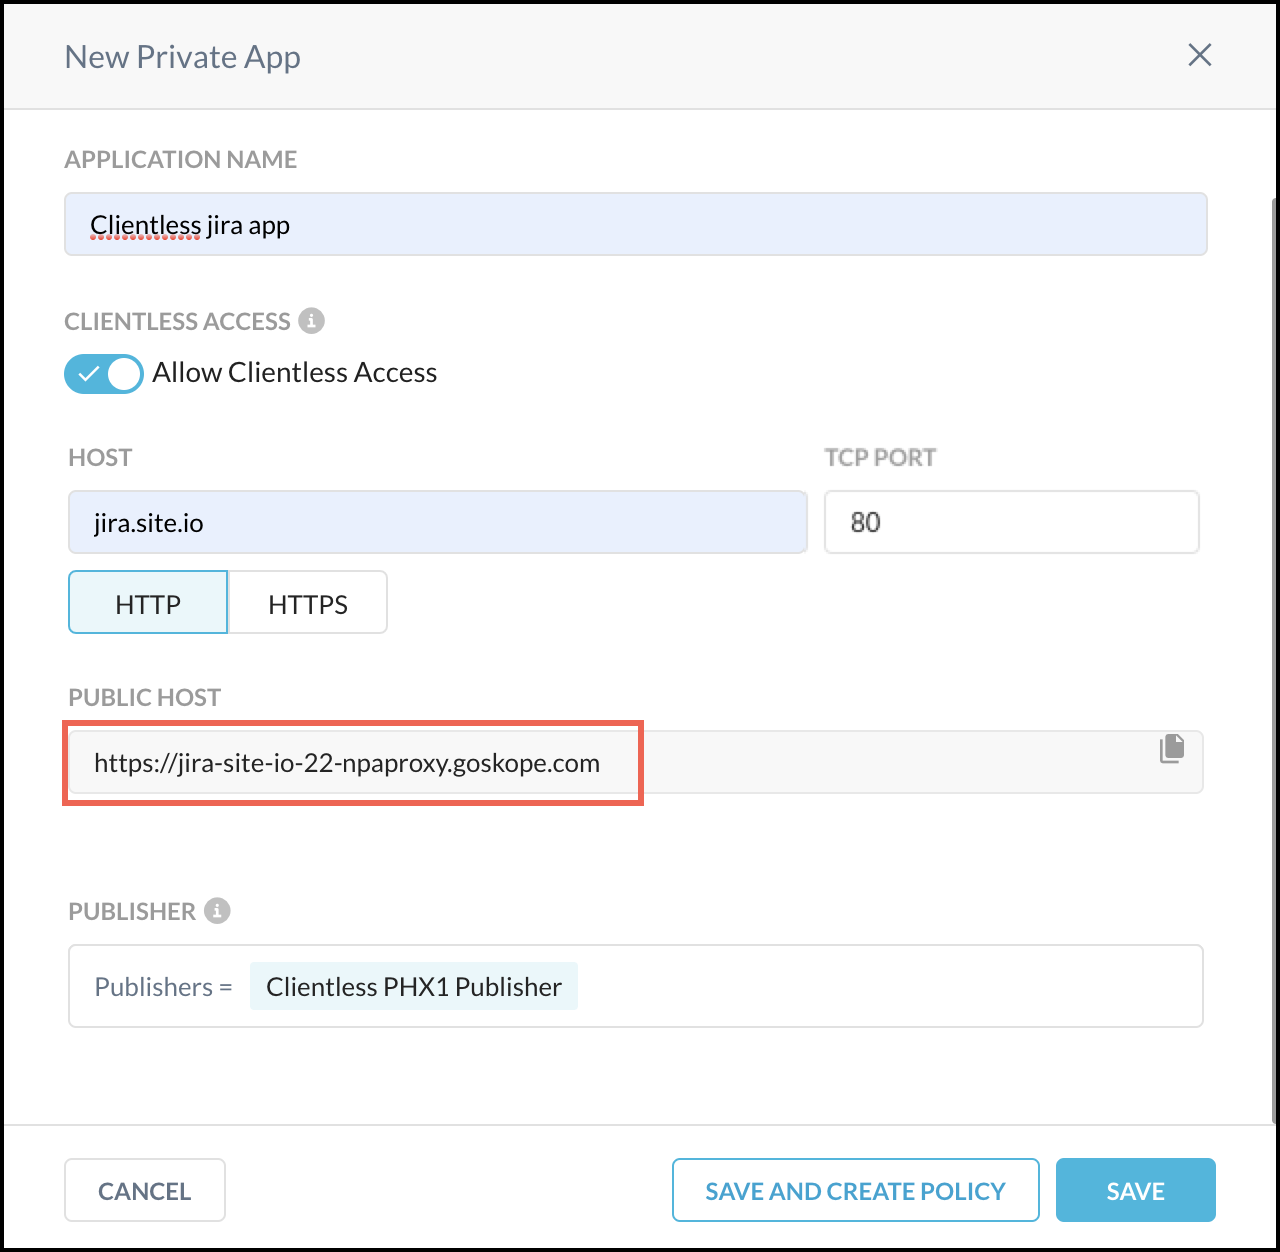 New Private App
APPLICATION NAME
Clientless jira app
CLIENTLESS ACCESS
Allow Clientless Access
HOST TCP PORT
jira.site.io 80
HTTP HTTPS
PUBLIC HOST
https://jira-site-io-22-npaproxy.goskope.com
PUBLISHER
Publishers = Clientless PHX1 Publisher
CANCEL SAVE AND CREATE POLICY SAVE